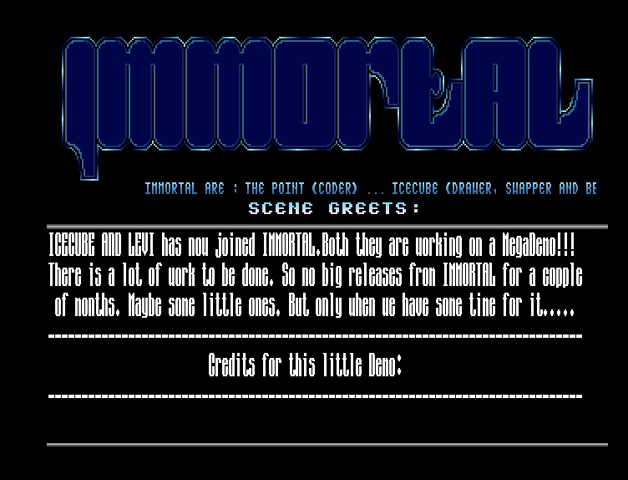 IMMORTAL
IMMORTAL ARE : THE POINT (CODER) ... ICECUBE (DRAWER, SWAPPER AND BE
SCENE GREETS:
ICECUBE AND LEVI has now joined IMMORTAL.Both they are working on a MegaDemo!!!
There is a lot of work to be done. So no big releases from IMMORTAL for a copple
of months. Maybe some little ones. But only when we have some time for it.....
--------------------------------------------------------------------------------
Credits for this little Demo:
--------------------------------------------------------------------------------